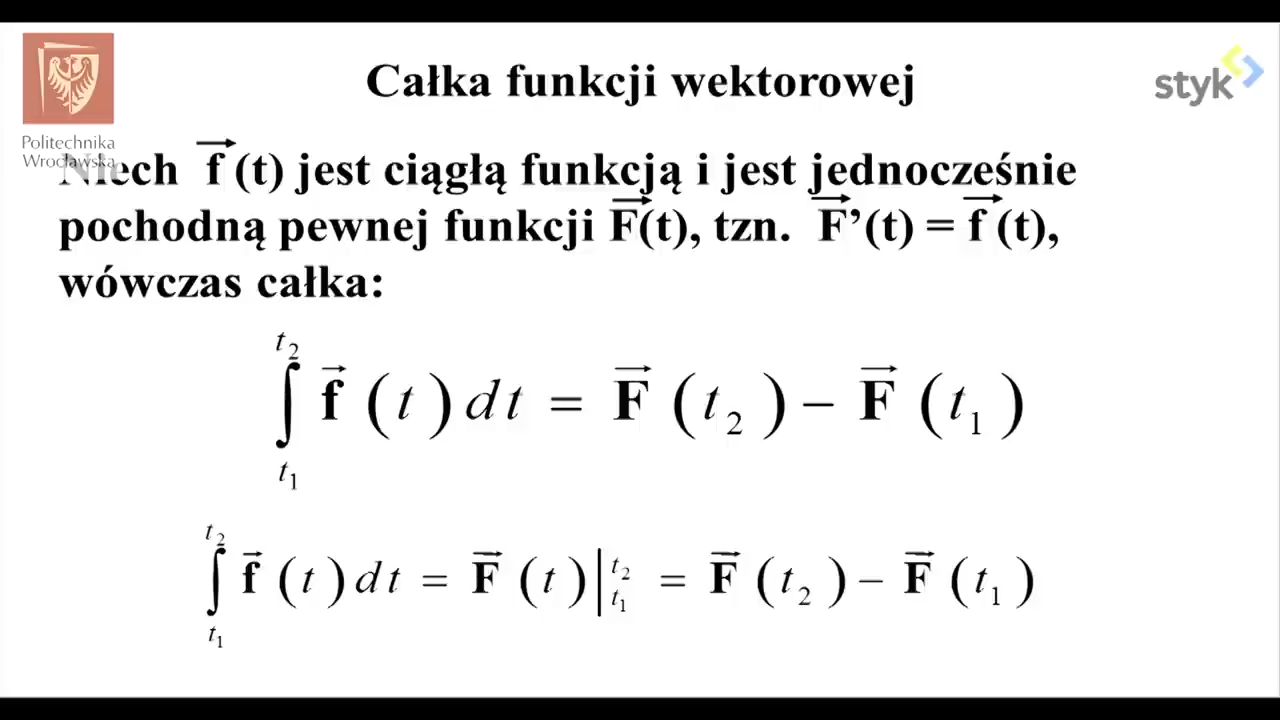 Całka funkcji wektorowej
styk
Politechnika
Wrocławska
Niech f (t) jest ciągłą funkcją i jest jednocześnie
pochodną pewnej funkcji F(t), tzn. F’(t) = f (t),
wówczas całka:
∫_{t₁}^{t₂} f⃗ (t) dt = F⃗ (t₂) − F⃗ (t₁)
∫_{t₁}^{t₂} f⃗ (t) dt = F⃗ (t) |_{t₁}^{t₂} = F⃗ (t₂) − F⃗ (t₁)